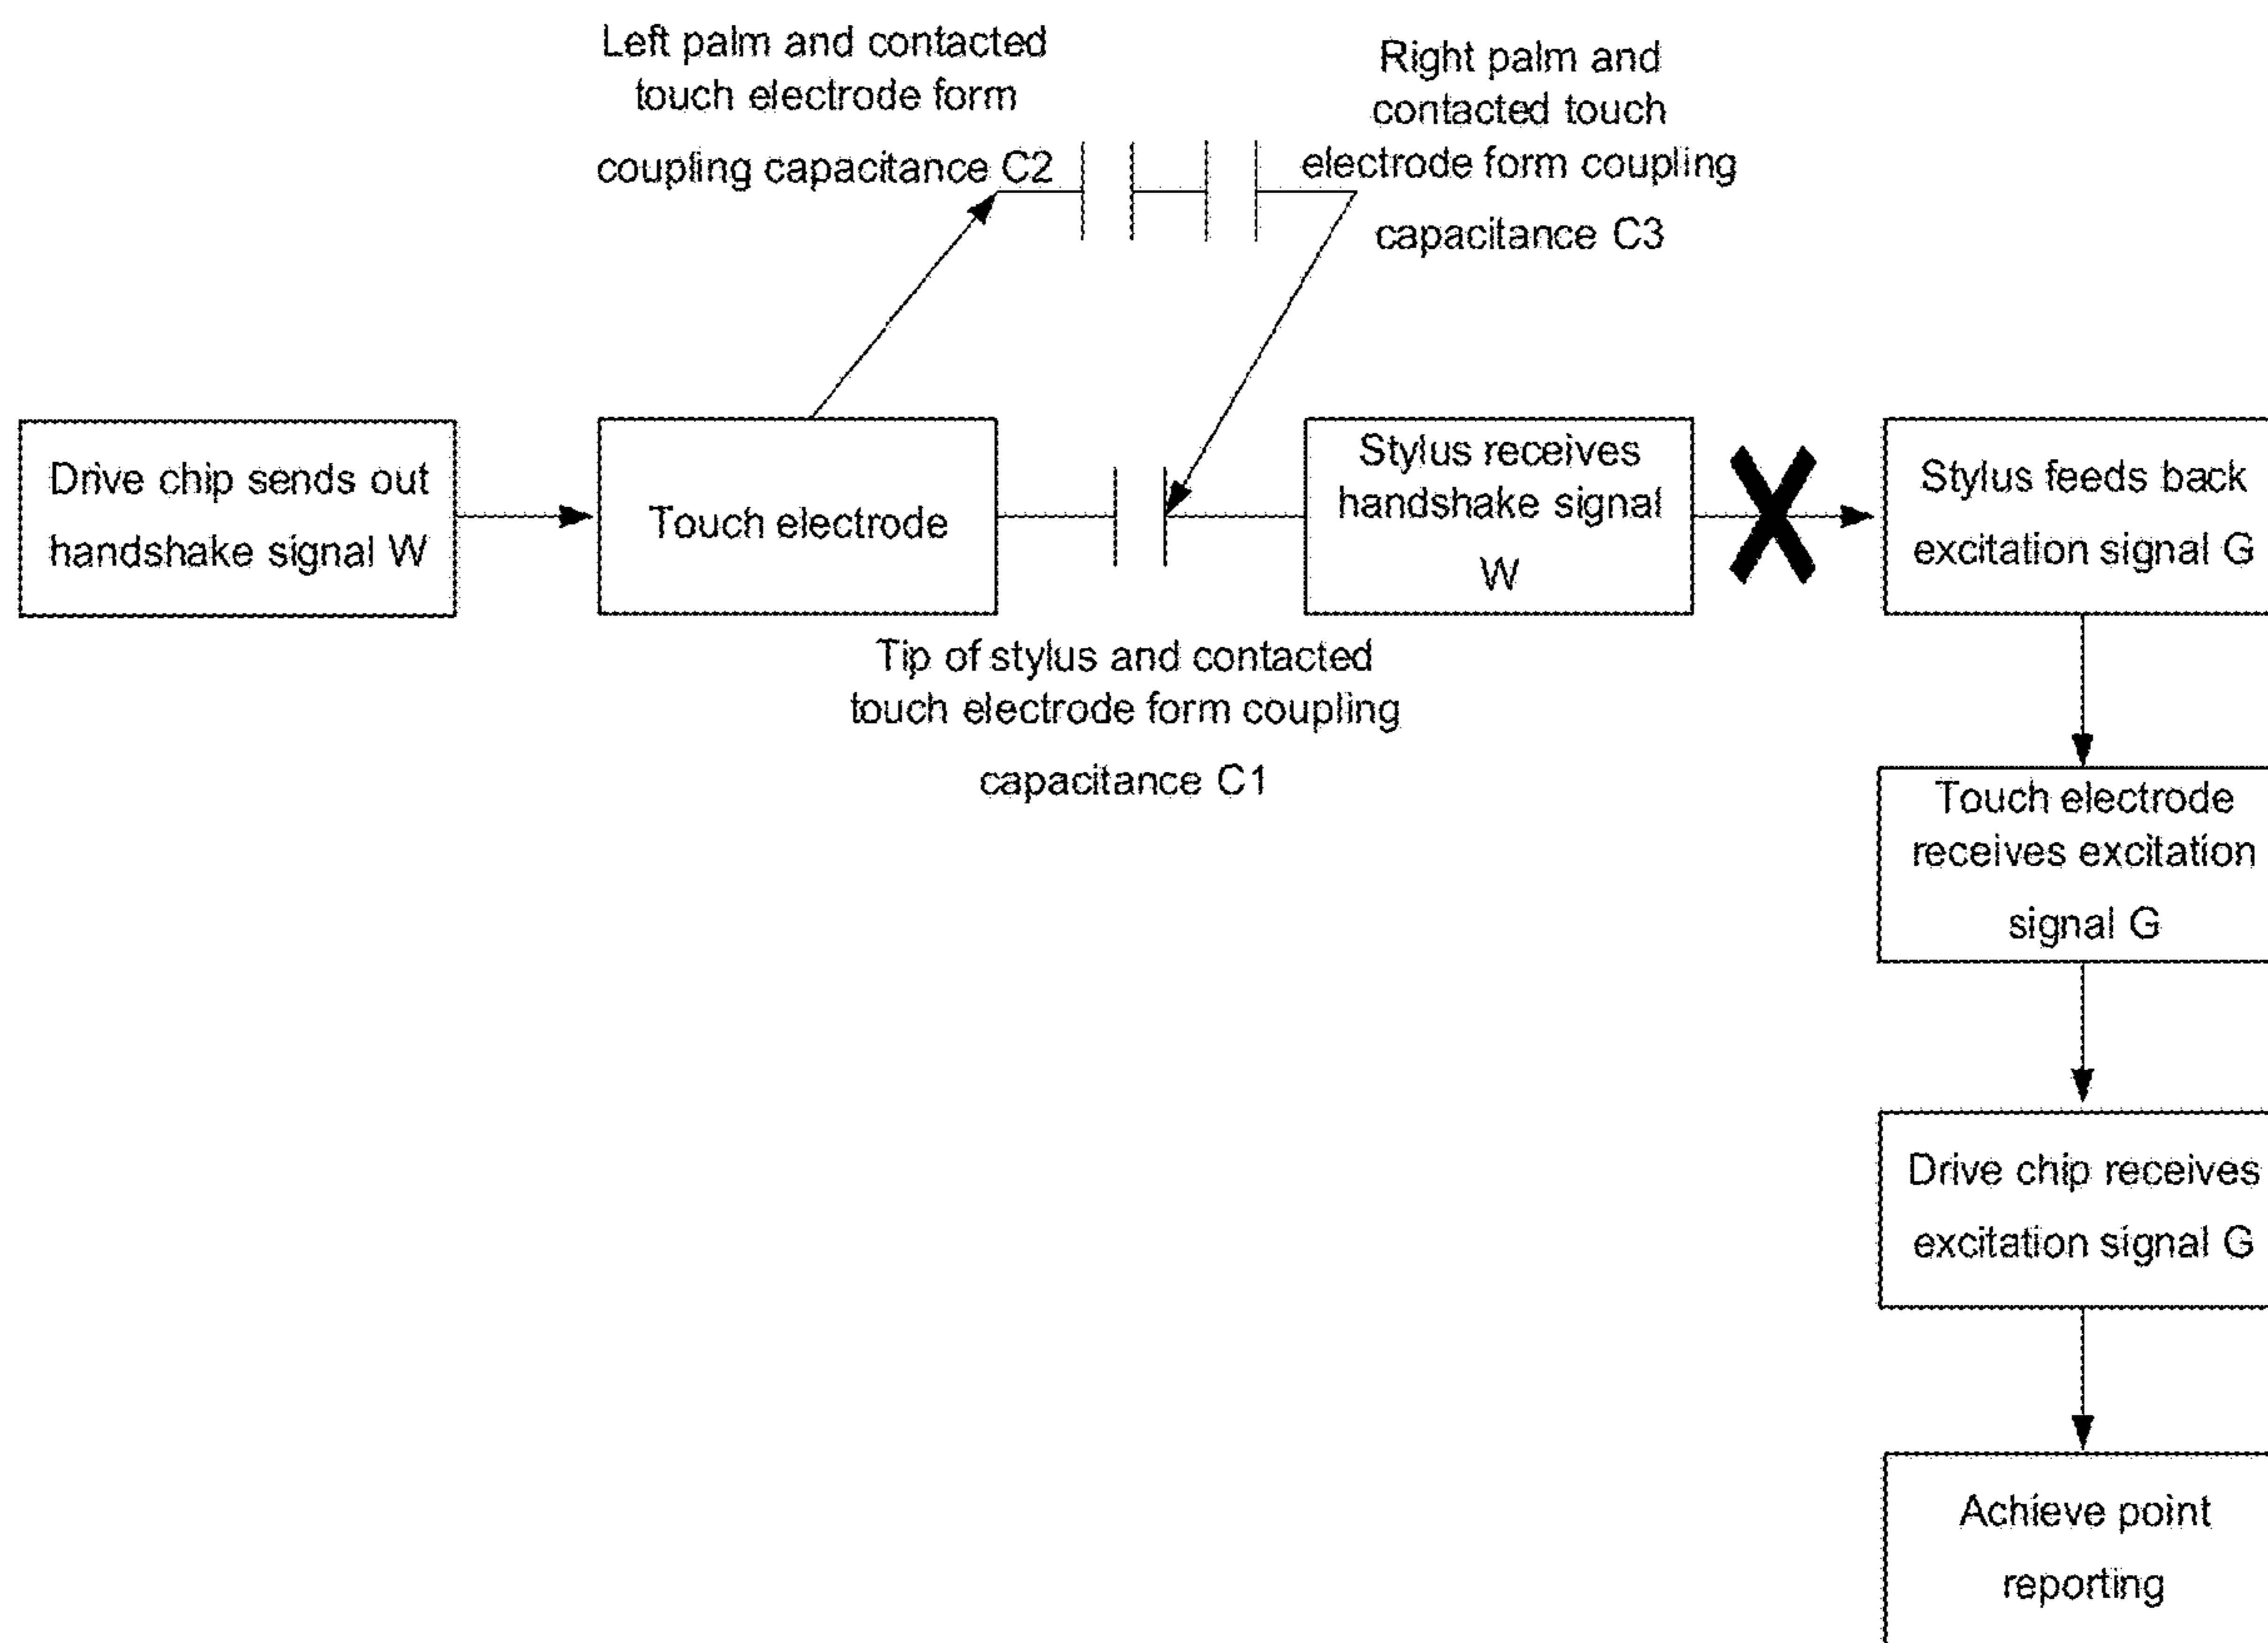 Left palm and contacted
touch electrode form
coupling capacitance C2
Right palm and
contacted touch
electrode form coupling
capacitance C3
Drive chip sends out
handshake signal W
Touch electrode
Tip of stylus and contacted
touch electrode form coupling
capacitance C1
Stylus receives
handshake signal
W
Stylus feeds back
excitation signal G
Touch electrode
receives excitation
signal G
Drive chip receives
excitation signal G
Achieve point
reporting